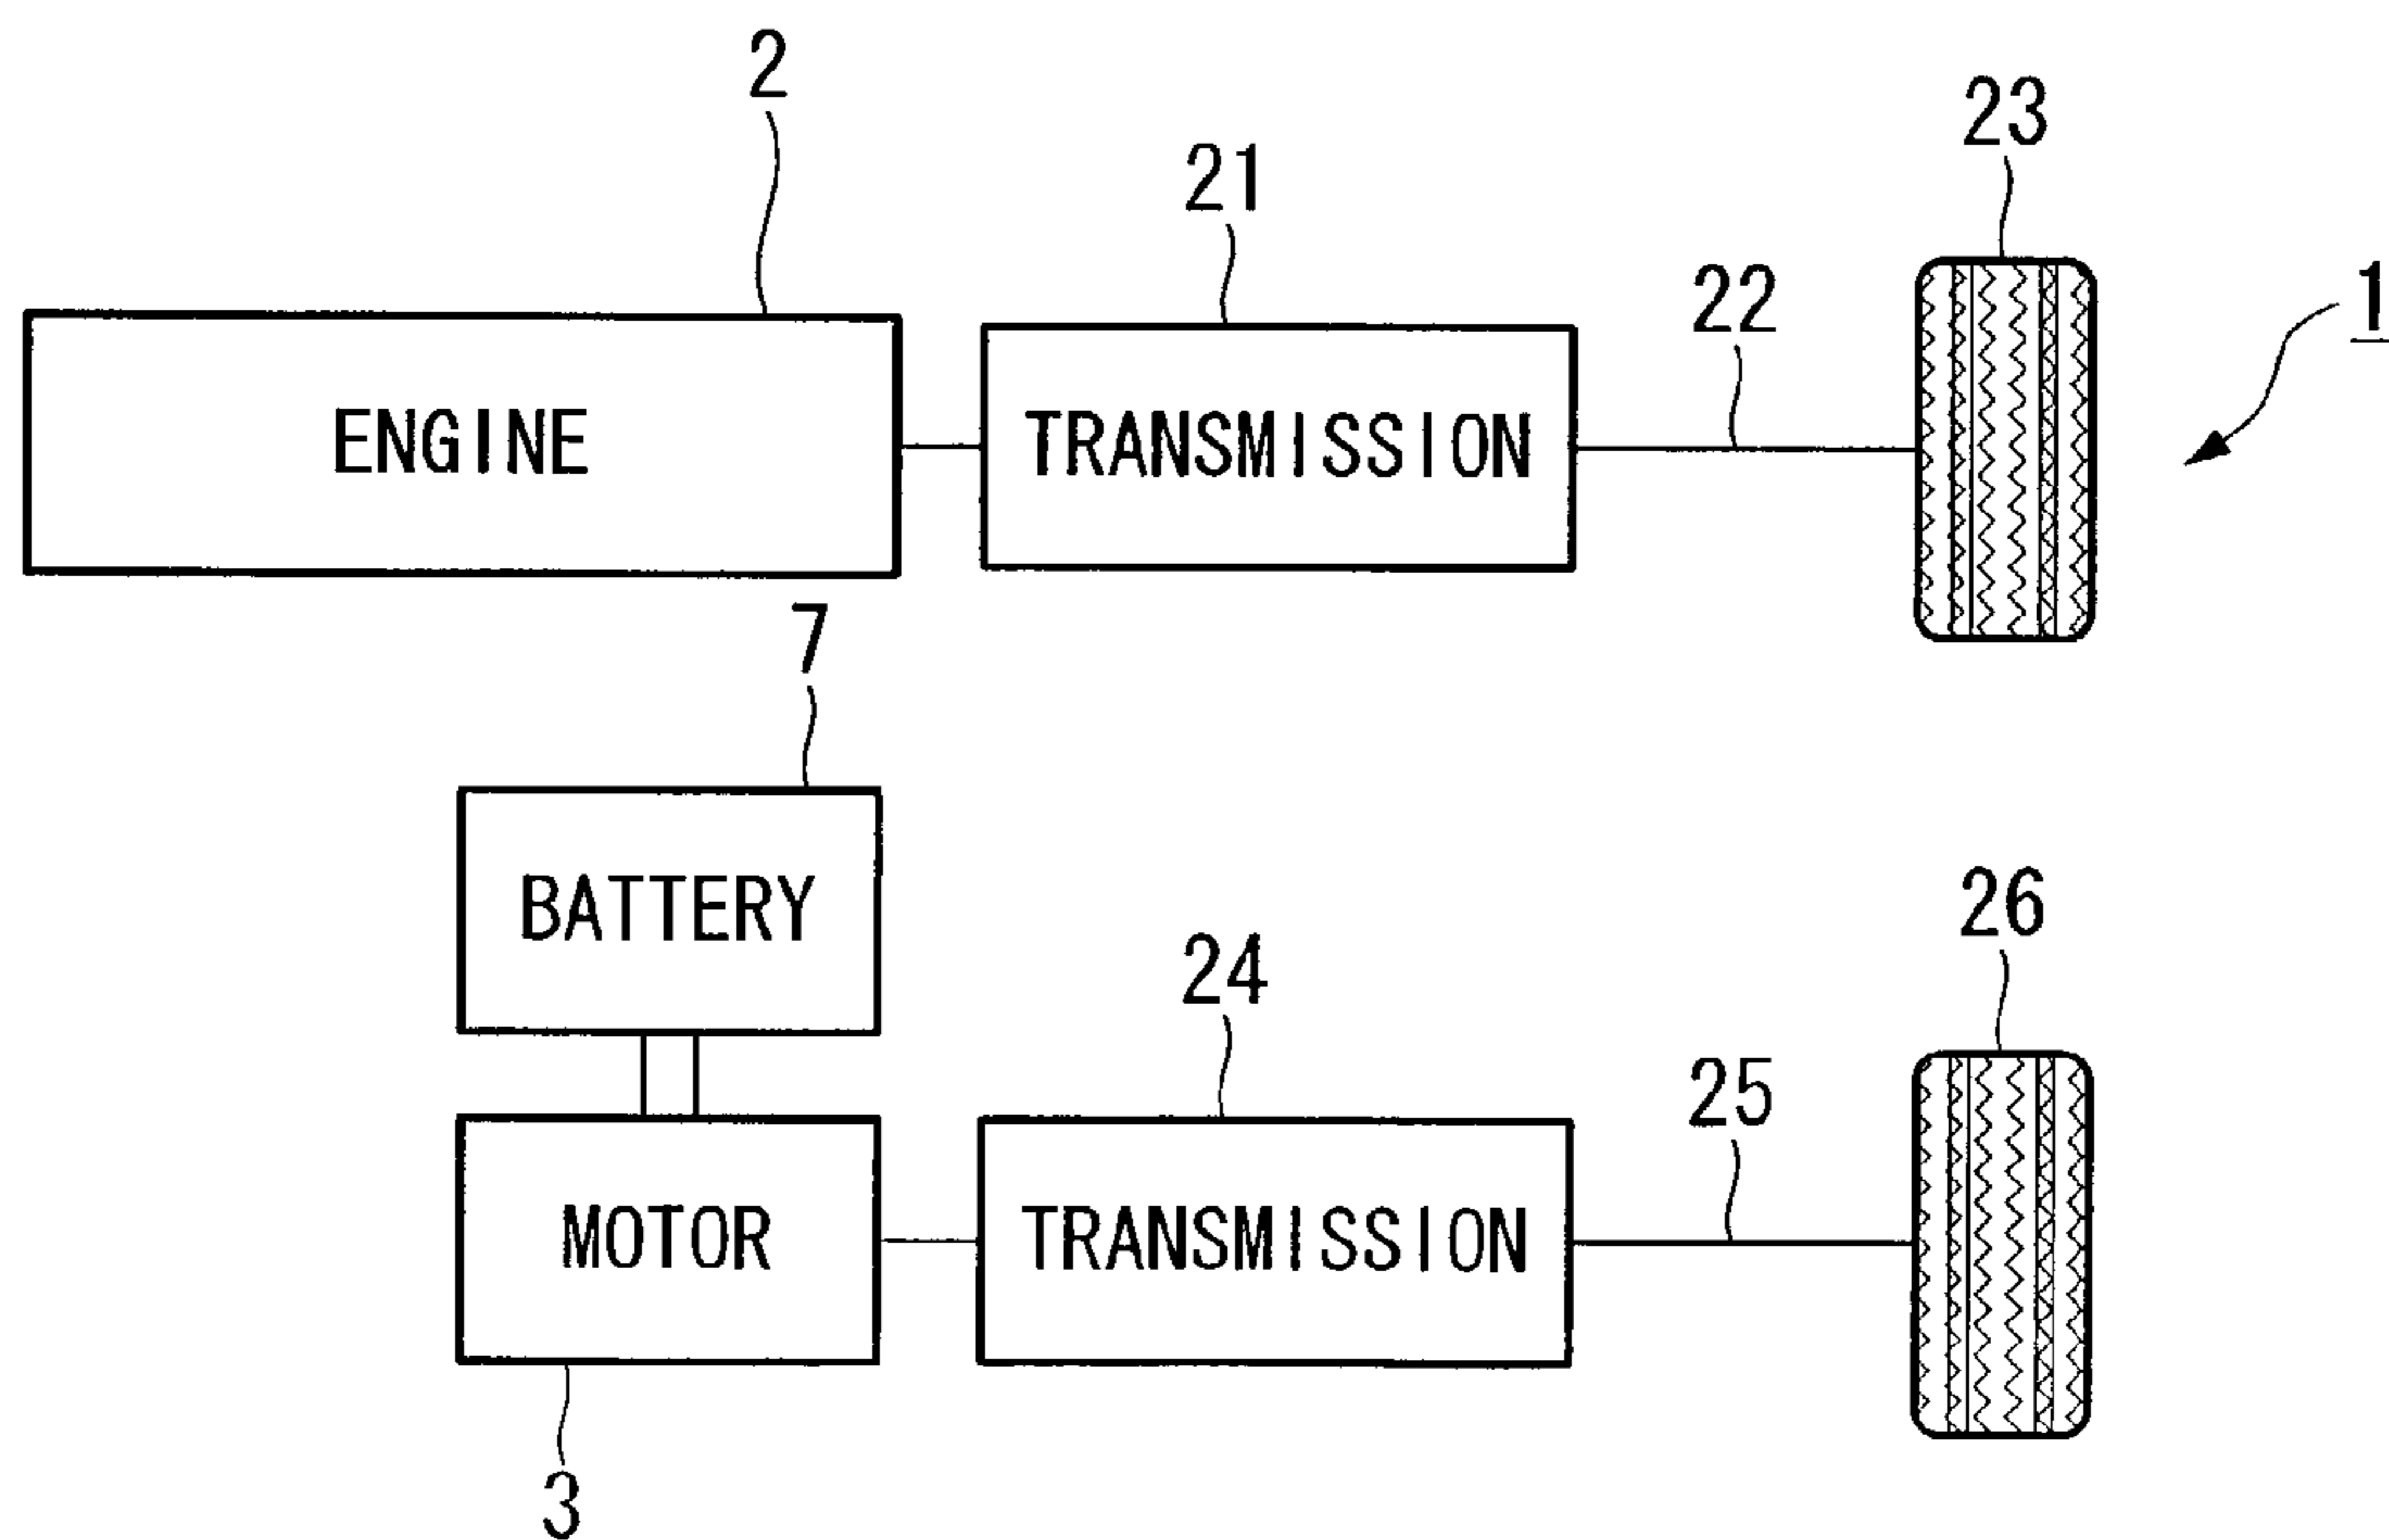 2
23
21
22
1
ENGINE
TRANSMISSION
7
BATTERY
26
24
25
MOTOR
TRANSMISSION
3